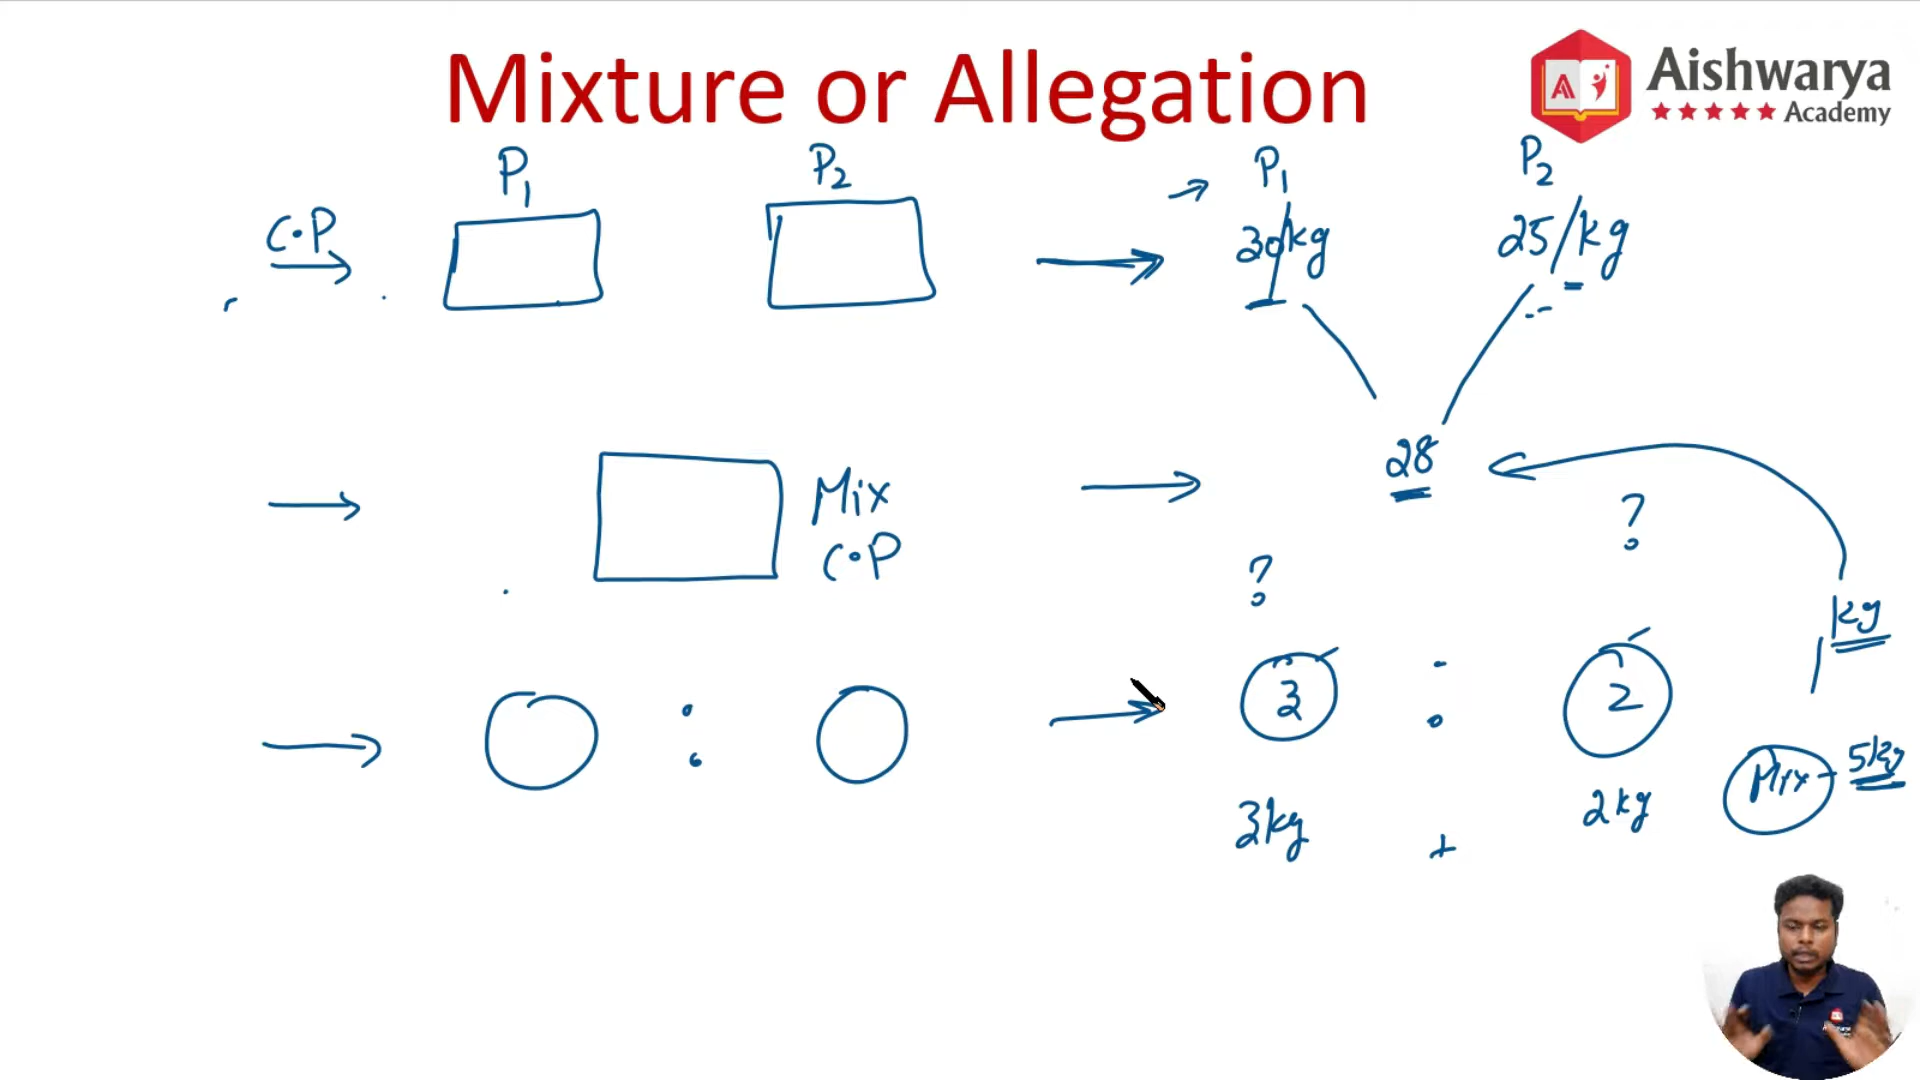 Mixture or Allegation
Aishwarya
Academy
P1
P2
P1
P2
C.P
30/kg
25/kg
28
Mix
C.P
?
?
kg
3 : 2
Mix - 5kg
3kg + 2kg